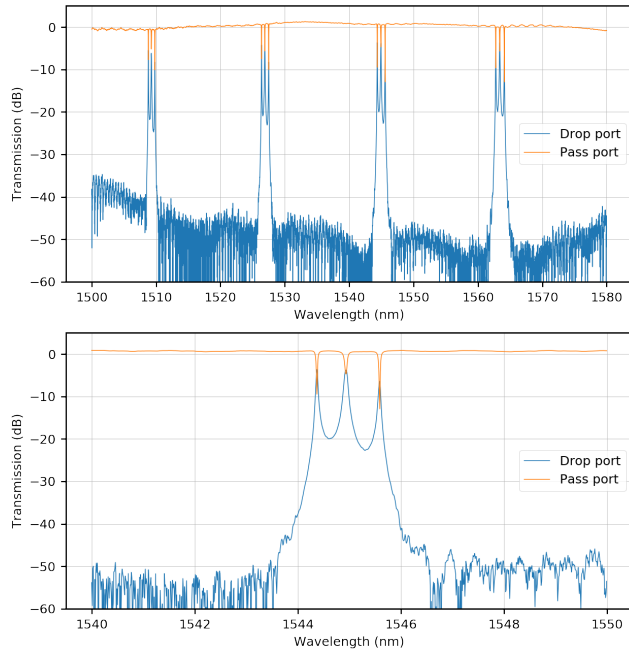 Transmission (dB)
0
−10
−20
−30
−40
−50
−60
Drop port
Pass port
1500 1510 1520 1530 1540 1550 1560 1570 1580
Wavelength (nm)
Transmission (dB)
0
−10
−20
−30
−40
−50
−60
Drop port
Pass port
1540 1542 1544 1546 1548 1550
Wavelength (nm)